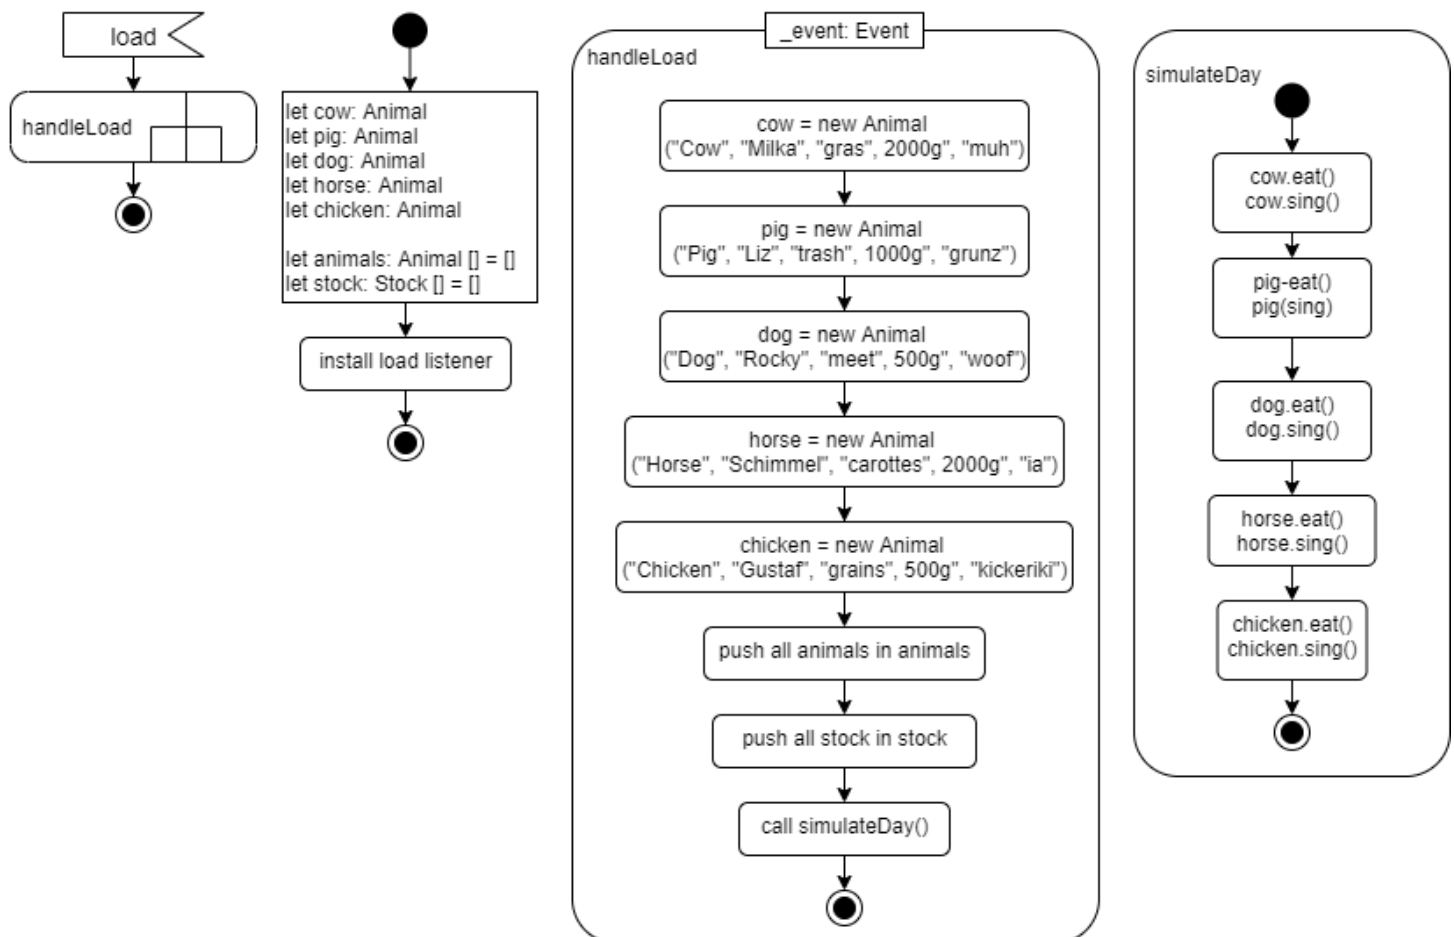 load
handleLoad
let cow: Animal
let pig: Animal
let dog: Animal
let horse: Animal
let chicken: Animal
let animals: Animal [] = []
let stock: Stock [] = []
install load listener
_event: Event
handleLoad
cow = new Animal
("Cow", "Milka", "gras", 2000g", "muh")
pig = new Animal
("Pig", "Liz", "trash", 1000g", "grunz")
dog = new Animal
("Dog", "Rocky", "meet", 500g", "woof")
horse = new Animal
("Horse", "Schimmel", "carottes", 2000g", "ia")
chicken = new Animal
("Chicken", "Gustaf", "grains", 500g", "kickeriki")
push all animals in animals
push all stock in stock
call simulateDay()
simulateDay
cow.eat()
cow.sing()
pig-eat()
pig(sing)
dog.eat()
dog.sing()
horse.eat()
horse.sing()
chicken.eat()
chicken.sing()